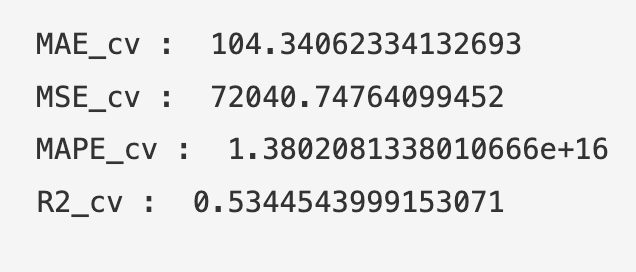 MAE_cv :  104.34062334132693
MSE_cv :  72040.74764099452
MAPE_cv :  1.3802081338010666e+16
R2_cv :  0.5344543999153071